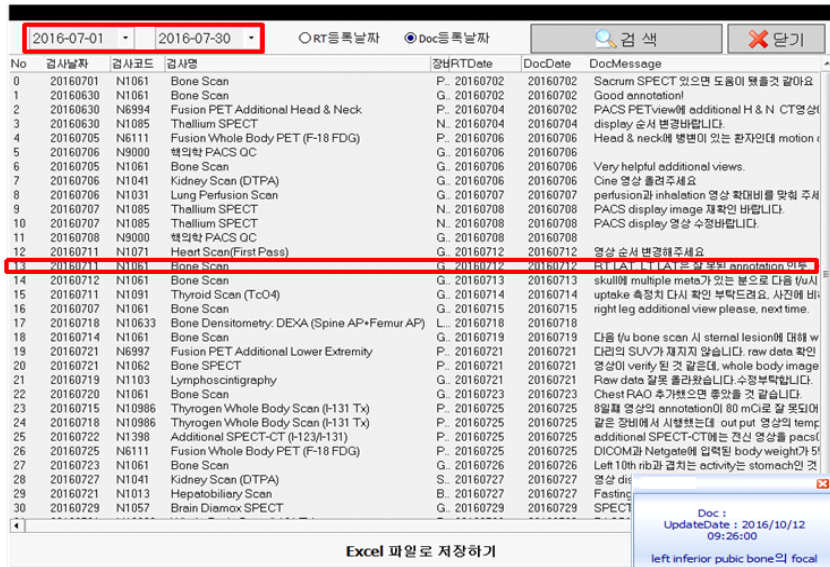 2016-07-01 2016-07-30 RT등록날짜 Doc등록날짜 검 색 닫기
No 검사날짜 검사코드 검사명 장비RTDate DocDate DocMessage
0 20160701 N1061 Bone Scan P.. 20160702 20160702 Sacrum SPECT 있으면 도움이 됐을것 같아요
1 20160630 N1061 Bone Scan G.. 20160702 20160702 Good annotation!
2 20160630 N6994 Fusion PET Additional Head & Neck P.. 20160704 20160704 PACS PETview에 additional H & N CT영상
3 20160630 N1085 Thallium SPECT N.. 20160704 20160704 display 순서 변경바랍니다.
4 20160705 N6111 Fusion Whole Body PET (F-18 FDG) P.. 20160706 20160706 Head & neck에 병변이 있는 환자인데 motion
5 20160706 N9000 핵의학 PACS QC G.. 20160706 20160706
6 20160705 N1061 Bone Scan G.. 20160706 20160706 Very helpful additional views.
7 20160706 N1041 Kidney Scan (DTPA) G.. 20160706 20160706 Cine 영상 올려주세요
8 20160706 N1031 Lung Perfusion Scan G.. 20160706 20160706 perfusion과 inhalation 영상 확대비를 맞춰 주세
9 20160707 N1085 Thallium SPECT N.. 20160708 20160708 PACS display image 재확인 바랍니다.
10 20160707 N1085 Thallium SPECT N.. 20160708 20160708 PACS display 영상 수정바랍니다.
11 20160708 N9000 핵의학 PACS QC G.. 20160708 20160708
12 20160711 N1071 Heart Scan(First Pass) G.. 20160712 20160712 영상 순서 변경해주세요
13 20160711 N1061 Bone Scan G.. 20160712 20160712 RT LAT, LT LAT은 잘 못된 annotation 인듯
14 20160712 N1061 Bone Scan G.. 20160713 20160713 skull에 multiple meta가 있는 분으로 다음 f/u시
15 20160711 N1091 Thyroid Scan (TcO4) G.. 20160714 20160714 uptake 측정치 다시 확인 부탁드려요, 사전에
16 20160707 N1061 Bone Scan G.. 20160715 20160715 right leg additional view please, next time.
17 20160718 N10633 Bone Densitometry: DEXA (Spine AP+Femur AP) L... 20160718 20160718
18 20160714 N1061 Bone Scan G.. 20160719 20160719 다음 f/u bone scan 시 sternal lesion에 대해 w
19 20160721 N6997 Fusion PET Additional Lower Extremity P.. 20160721 20160721 다리의 SUV가 재지지 않습니다. raw data 확인
20 20160721 N1062 Bone SPECT P.. 20160721 20160721 영상이 verify 된 것 같은데, whole body image
21 20160719 N1103 Lymphoscintigraphy G.. 20160721 20160721 Raw data 잘못 올라왔습니다.수정부탁합니다.
22 20160720 N1061 Bone Scan G.. 20160723 20160723 Chest RAO 추가했으면 좋았을 것 같습니다.
23 20160715 N10986 Thyrogen Whole Body Scan (I-131 Tx) P.. 20160725 20160725 8일째 영상의 annotation이 80 mCi로 잘 못되어
24 20160718 N10986 Thyrogen Whole Body Scan (I-131 Tx) P.. 20160725 20160725 같은 장비에서 시행했는데 out put 영상의 temp
25 20160722 N1398 Additional SPECT-CT (I-123/I-131) P.. 20160725 20160725 additional SPECT-CT에는 전신 영상을 pacs
26 20160725 N6111 Fusion Whole Body PET (F-18 FDG) P.. 20160725 20160725 DICOM과 Netgate에 입력된 body weight가
27 20160723 N1061 Bone Scan G.. 20160726 20160726 Left 10th rib과 겹치는 activity는 stomach인 것
28 20160727 N1041 Kidney Scan (DTPA) S.. 20160727 20160727 영상 dis
29 20160721 N1013 Hepatobiliary Scan B.. 20160728 20160728 Fasting
30 20160729 N1057 Brain Diamox SPECT G.. 20160729 20160729 SPECT
Doc :
UpdateDate : 2016/10/12
09:26:00
left inferior pubic bone의 focal
Excel 파일로 저장하기